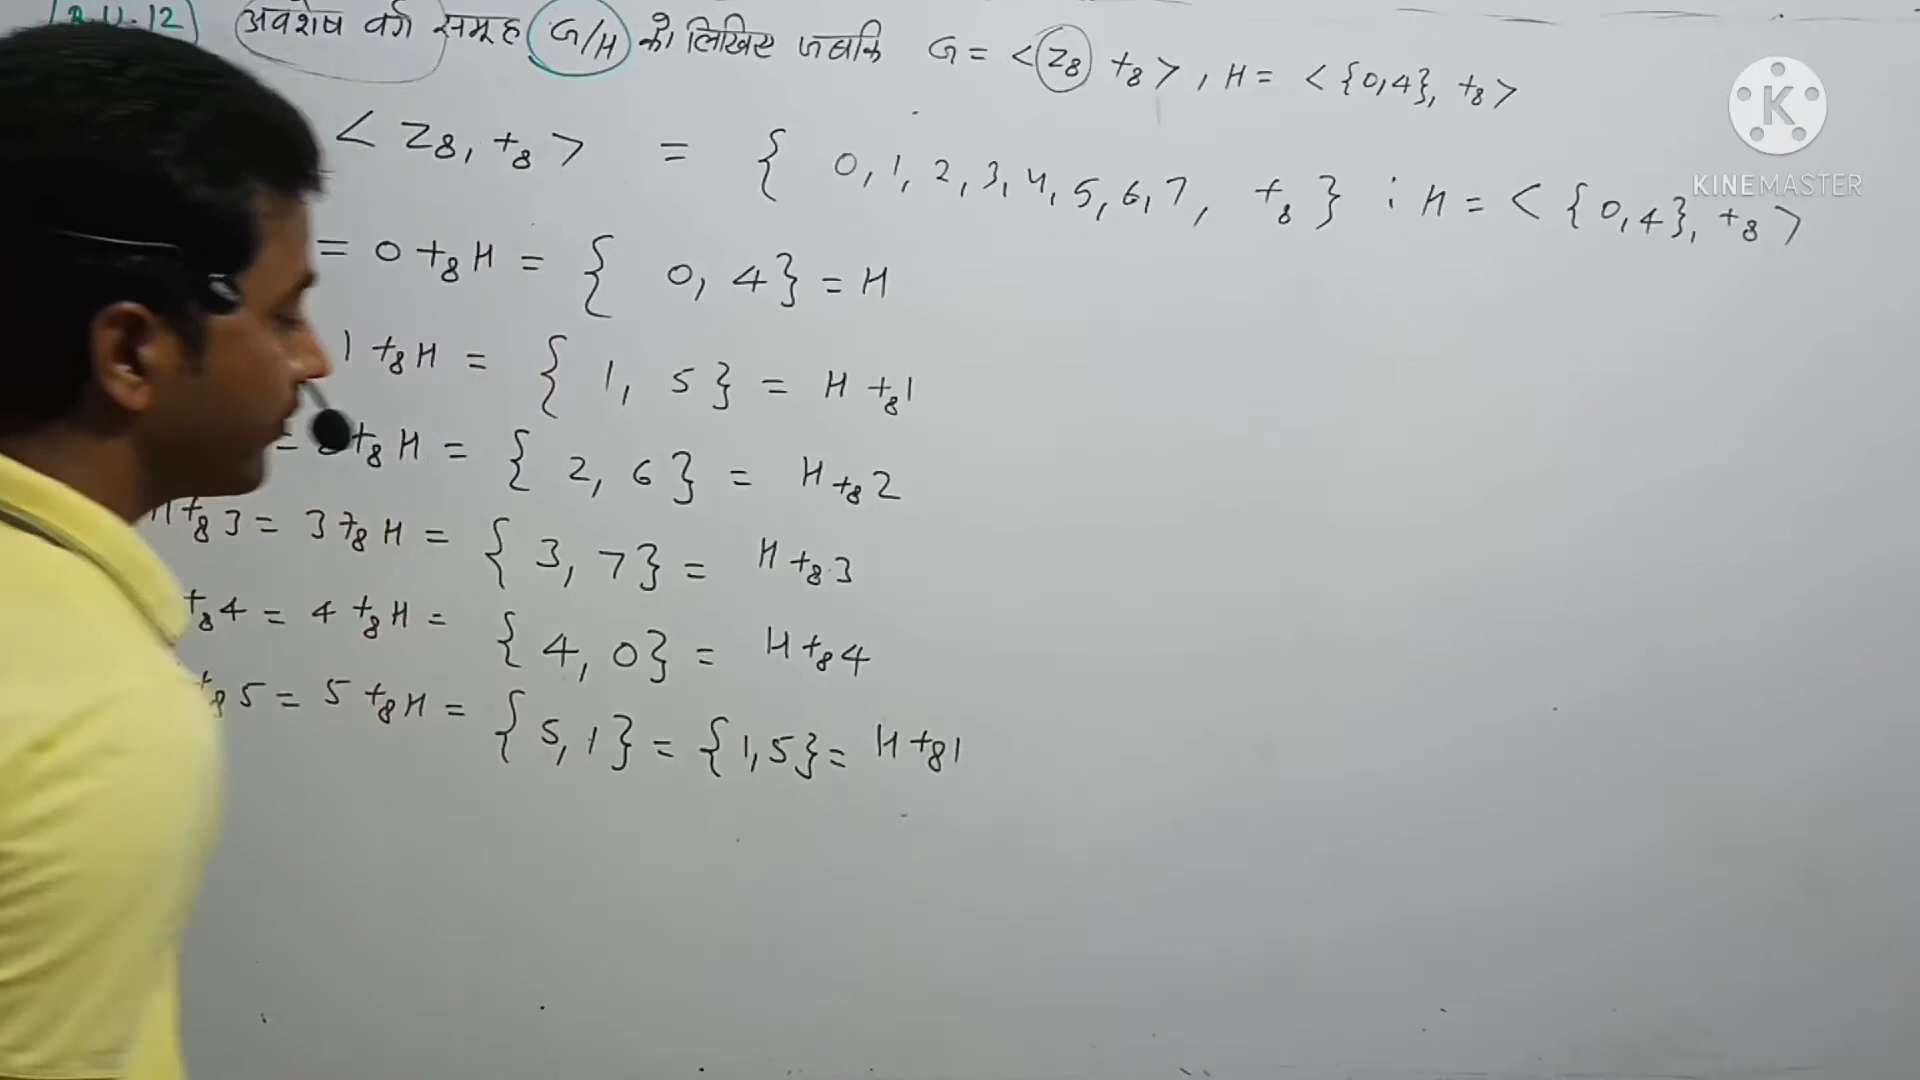 R.U.12 अवशेष वर्ग समूह G/H को लिखिए जबकि G = < Z8 +8 > , H = < {0,4}, +8 >
< Z8, +8 > = { 0, 1, 2, 3, 4, 5, 6, 7, +8 } ; H = < { 0, 4 }, +8 >
= 0 +8 H = { 0, 4 } = H
1 +8 H = { 1, 5 } = H +8 1
= +8 H = { 2, 6 } = H +8 2
H +8 3 = 3 +8 H = { 3, 7 } = H +8 3
+8 4 = 4 +8 H = { 4, 0 } = H +8 4
+8 5 = 5 +8 H = { 5, 1 } = { 1, 5 } = H +8 1
K
KINEMASTER